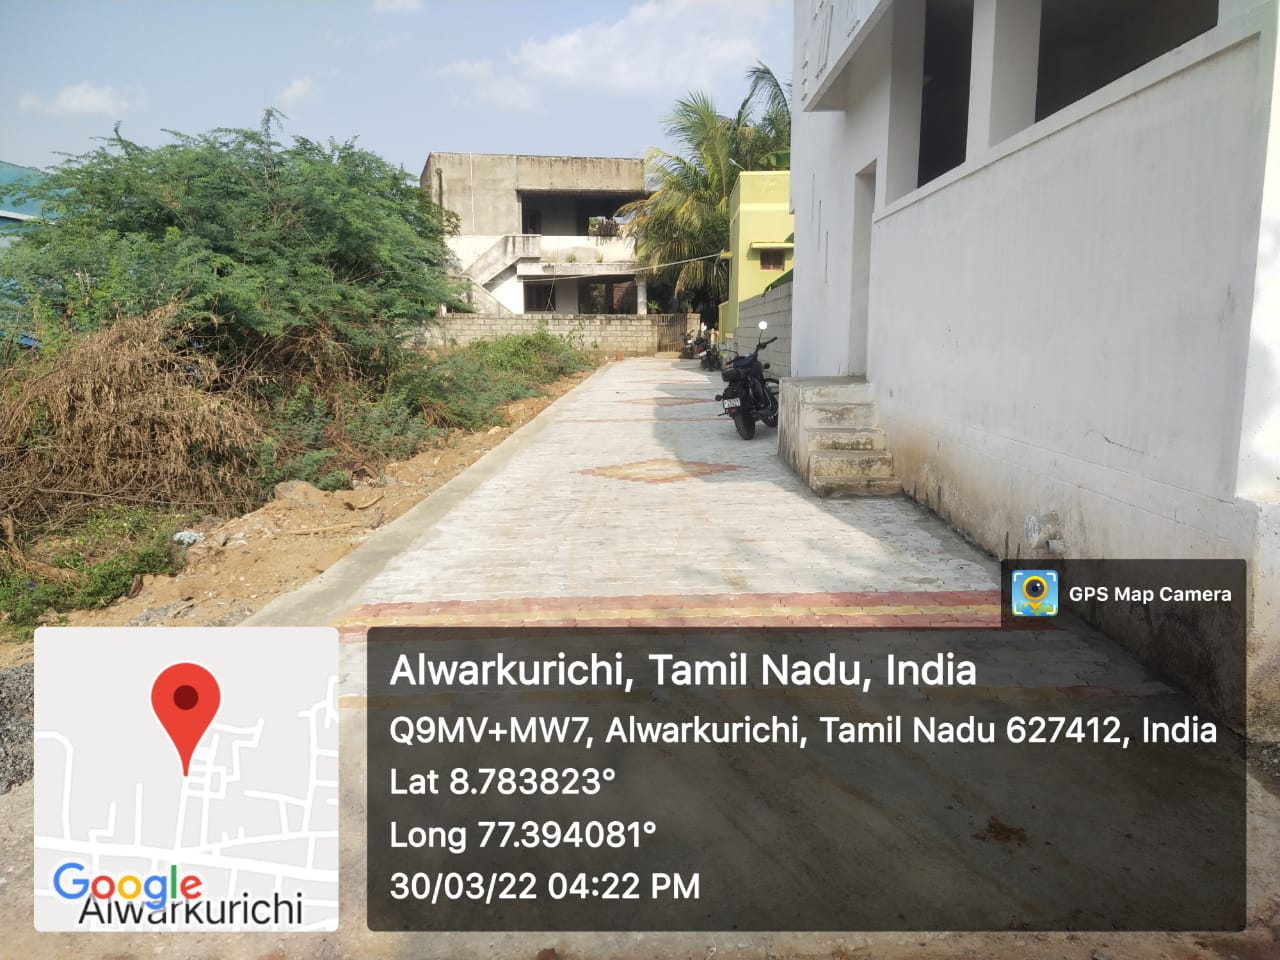 GPS Map Camera
Alwarkurichi, Tamil Nadu, India
Q9MV+MW7, Alwarkurichi, Tamil Nadu 627412, India
Lat 8.783823°
Long 77.394081°
30/03/22 04:22 PM
Google
Alwarkurichi